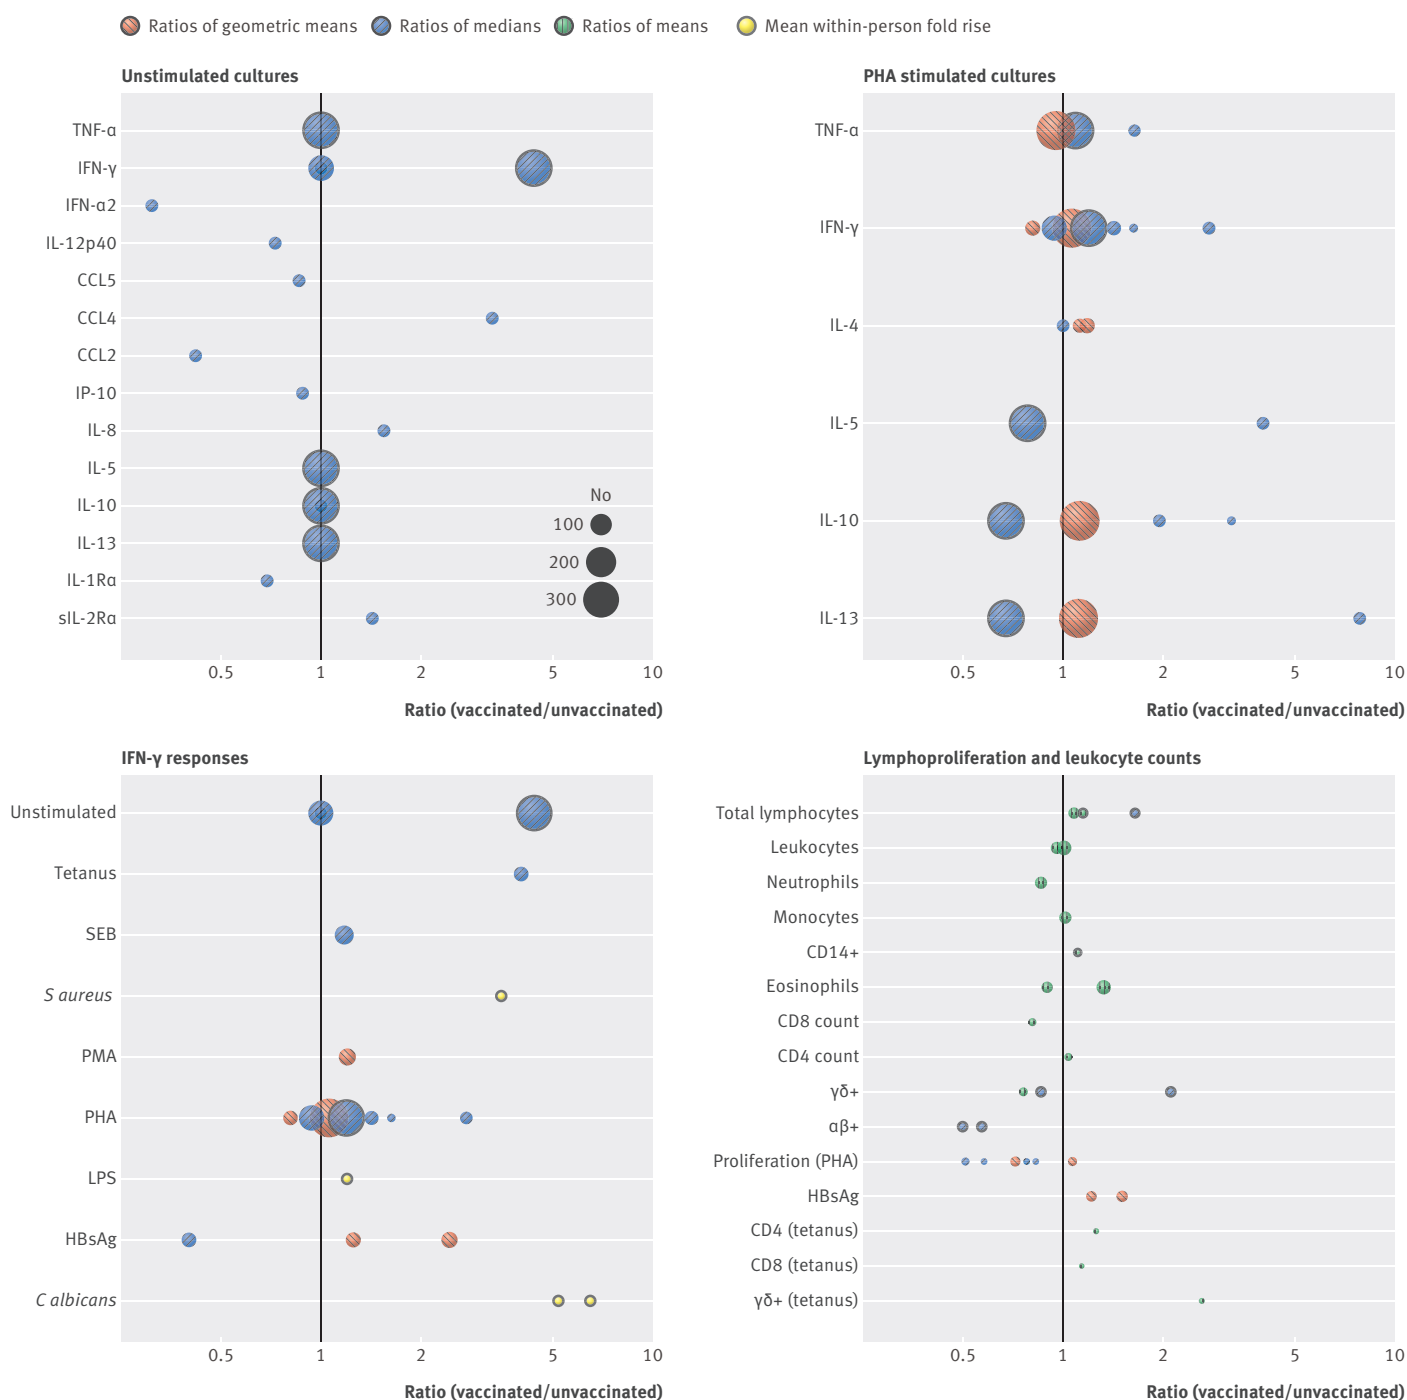 Ratios of geometric means Ratios of medians Ratios of means Mean within-person fold rise
Unstimulated cultures
TNF-α
IFN-γ
IFN-α2
IL-12p40
CCL5
CCL4
CCL2
IP-10
IL-8
IL-5
IL-10
IL-13
IL-1Rα
sIL-2Rα
No
100
200
300
0.5 1 2 5 10
Ratio (vaccinated/unvaccinated)
PHA stimulated cultures
TNF-α
IFN-γ
IL-4
IL-5
IL-10
IL-13
0.5 1 2 5 10
Ratio (vaccinated/unvaccinated)
IFN-γ responses
Unstimulated
Tetanus
SEB
S aureus
PMA
PHA
LPS
HBsAg
C albicans
0.5 1 2 5 10
Ratio (vaccinated/unvaccinated)
Lymphoproliferation and leukocyte counts
Total lymphocytes
Leukocytes
Neutrophils
Monocytes
CD14+
Eosinophils
CD8 count
CD4 count
γδ+
αβ+
Proliferation (PHA)
HBsAg
CD4 (tetanus)
CD8 (tetanus)
γδ+ (tetanus)
0.5 1 2 5 10
Ratio (vaccinated/unvaccinated)